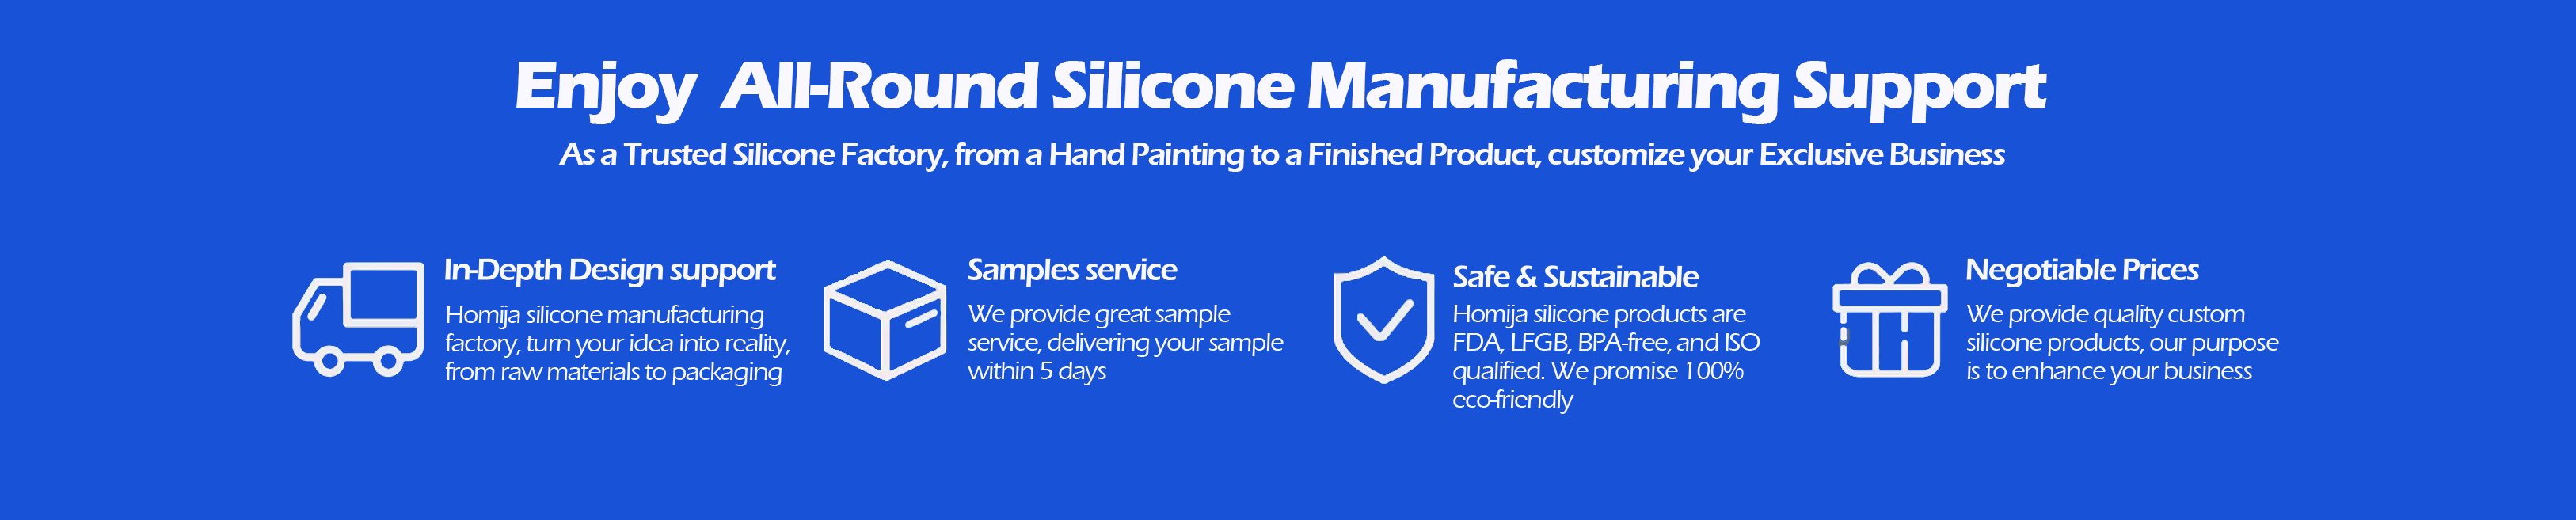 Enjoy All-Round Silicone Manufacturing Support
As a Trusted Silicone Factory, from a Hand Painting to a Finished Product, customize your Exclusive Business
In-Depth Design support
Homija silicone manufacturing
factory, turn your idea into reality,
from raw materials to packaging
Samples service
We provide great sample
service, delivering your sample
within 5 days
Safe & Sustainable
Homija silicone products are
FDA, LFGB, BPA-free, and ISO
qualified. We promise 100%
eco-friendly
Negotiable Prices
We provide quality custom
silicone products, our purpose
is to enhance your business